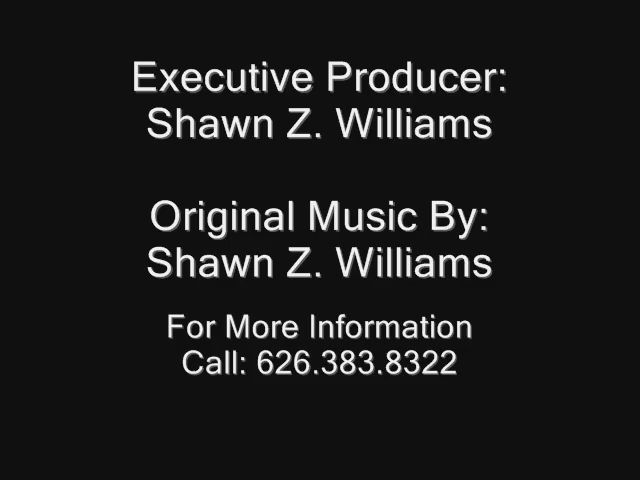 Executive Producer:
Shawn Z. Williams
Original Music By:
Shawn Z. Williams
For More Information
Call: 626.383.8322